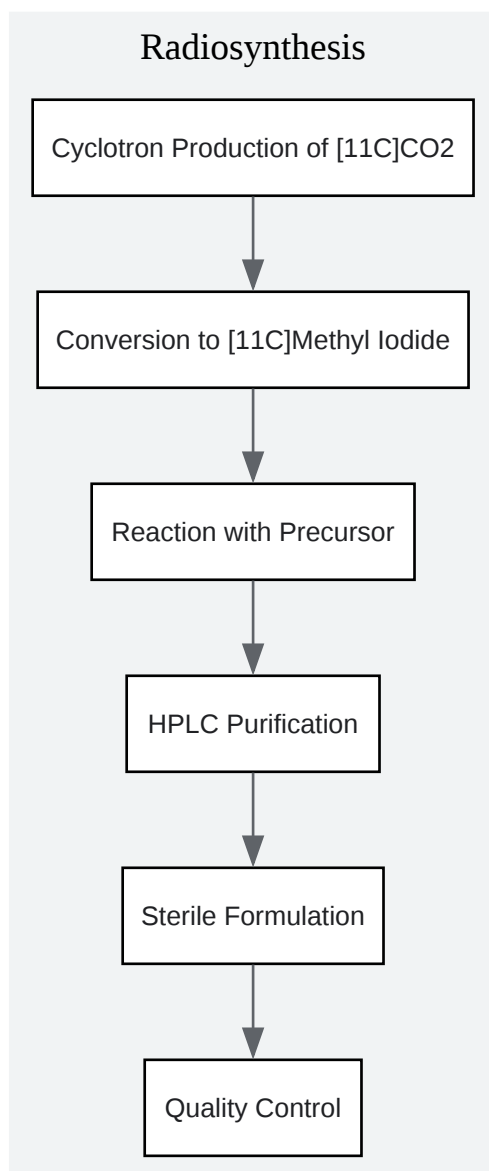 Radiosynthesis
Cyclotron Production of [11C]CO2
Conversion to [11C]Methyl Iodide
Reaction with Precursor
HPLC Purification
Sterile Formulation
Quality Control